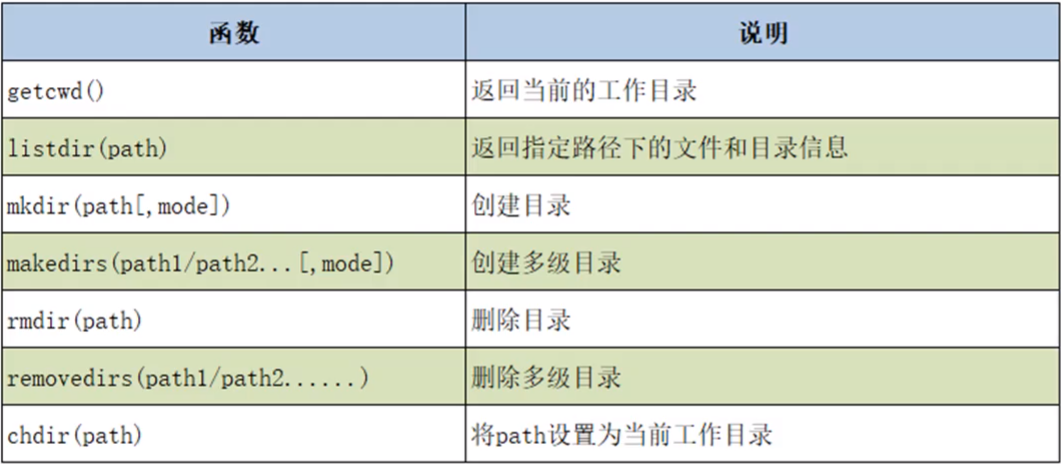 函数 说明
getcwd() 返回当前的工作目录
listdir(path) 返回指定路径下的文件和目录信息
mkdir(path[,mode]) 创建目录
makedirs(path1/path2...[,mode]) 创建多级目录
rmdir(path) 删除目录
removedirs(path1/path2......) 删除多级目录
chdir(path) 将path设置为当前工作目录